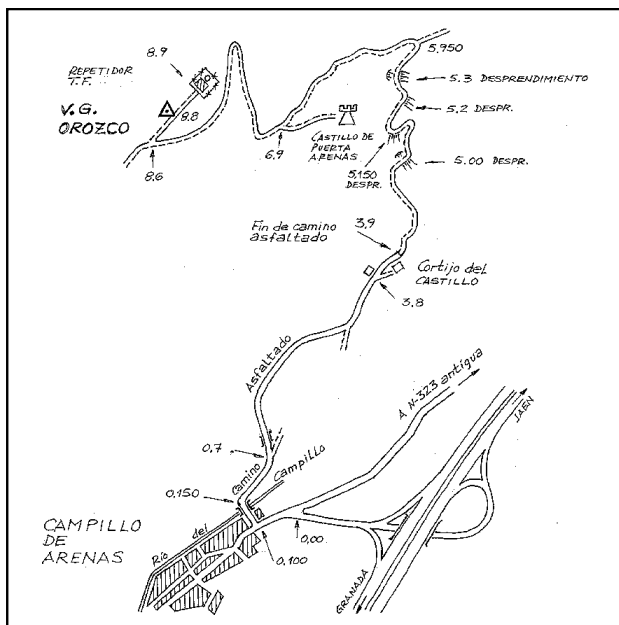 8.9
5.950
REPETIDOR
T.F.
5.3 DESPRENDIMIENTO
V.G.
OROZCO
8.8
5.2 DESPR.
CASTILLO DE
PUERTA
ARENAS
6.9
8.6
5.150
DESPR.
5.00 DESPR.
Fin de camino
asfaltado
3.9
Cortijo del
CASTILLO
3.8
Asfaltado
A N-323 antigua
JAEN
0.7
Camino
Campillo
0.150
CAMPILLO
DE
ARENAS
Río del
0,00
0.100
GRANADA